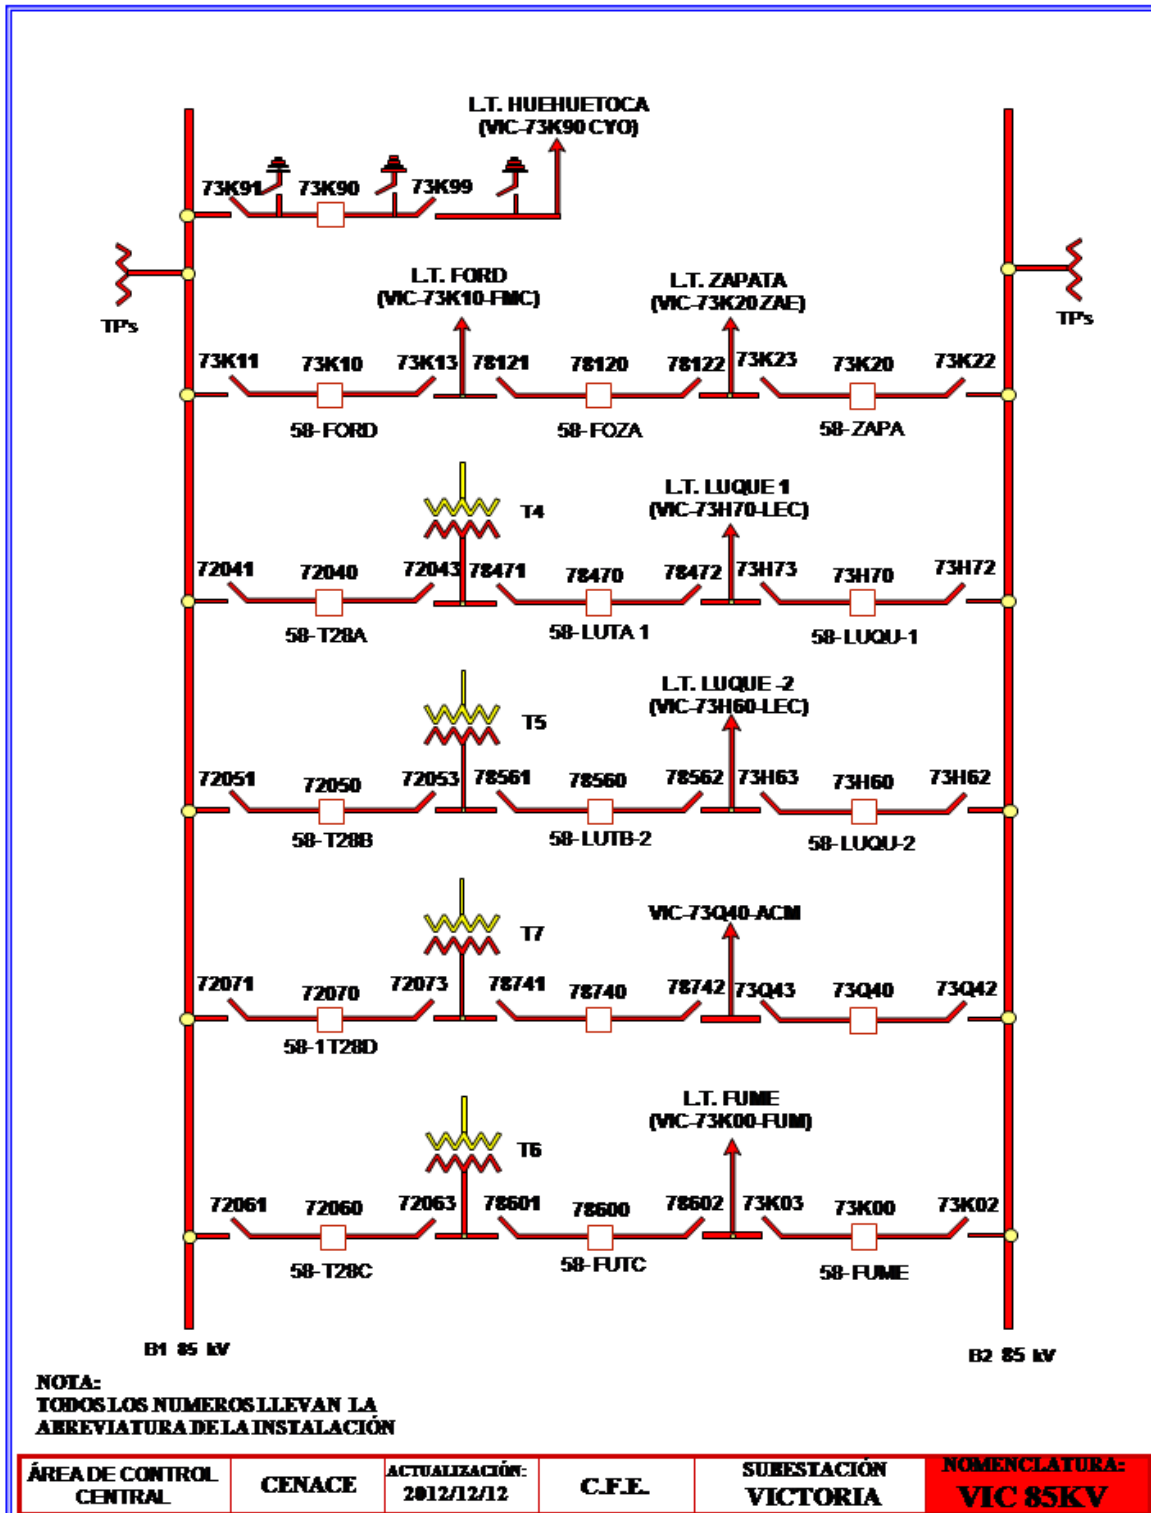 L.T. HUEHUETOCA
(VIC-73K90 CYO)
73K91 73K90 73K99
TP's
TP's
L.T. FORD
(VIC-73K10-FMC)
L.T. ZAPATA
(VIC-73K20 ZAE)
73K11 73K10 73K13 78121 78120 78122 73K23 73K20 73K22
58-FORD 58-FOZA 58-ZAPA
T4
L.T. LUQUE 1
(VIC-73H70-LEC)
72041 72040 72043 78471 78470 78472 73H73 73H70 73H72
58-T28A 58-LUTA 1 58-LUQU-1
T5
L.T. LUQUE -2
(VIC-73H60-LEC)
72051 72050 72053 78561 78560 78562 73H63 73H60 73H62
58-T28B 58-LUTB-2 58-LUQU-2
T7
VIC-73Q40-ACM
72071 72070 72073 78741 78740 78742 73Q43 73Q40 73Q42
58-1T28D
T6
L.T. FUME
(VIC-73K00-FUM)
72061 72060 72063 78601 78600 78602 73K03 73K00 73K02
58-T28C 58-FUTC 58-FUME
B1 85 kV
B2 85 kV
NOTA:
TODOS LOS NUMEROS LLEVAN LA
ABREVIATURA DE LA INSTALACIÓN
ÁREA DE CONTROL
CENTRAL
CENACE
ACTUALIZACIÓN:
2012/12/12
C.F.E.
SUBESTACIÓN
VICTORIA
NOMENCLATURA:
VIC 85KV